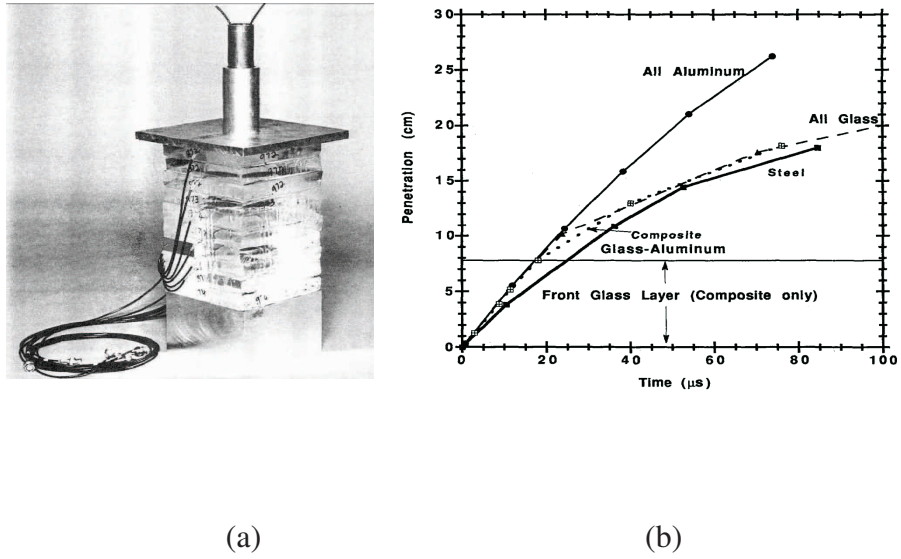 972
30
25
20
15
10
5
0
Penetration (cm)
All Aluminum
All Glass
Steel
Composite
Glass-Aluminum
Front Glass Layer (Composite only)
0 20 40 60 80 100
Time (μs)
(a)
(b)